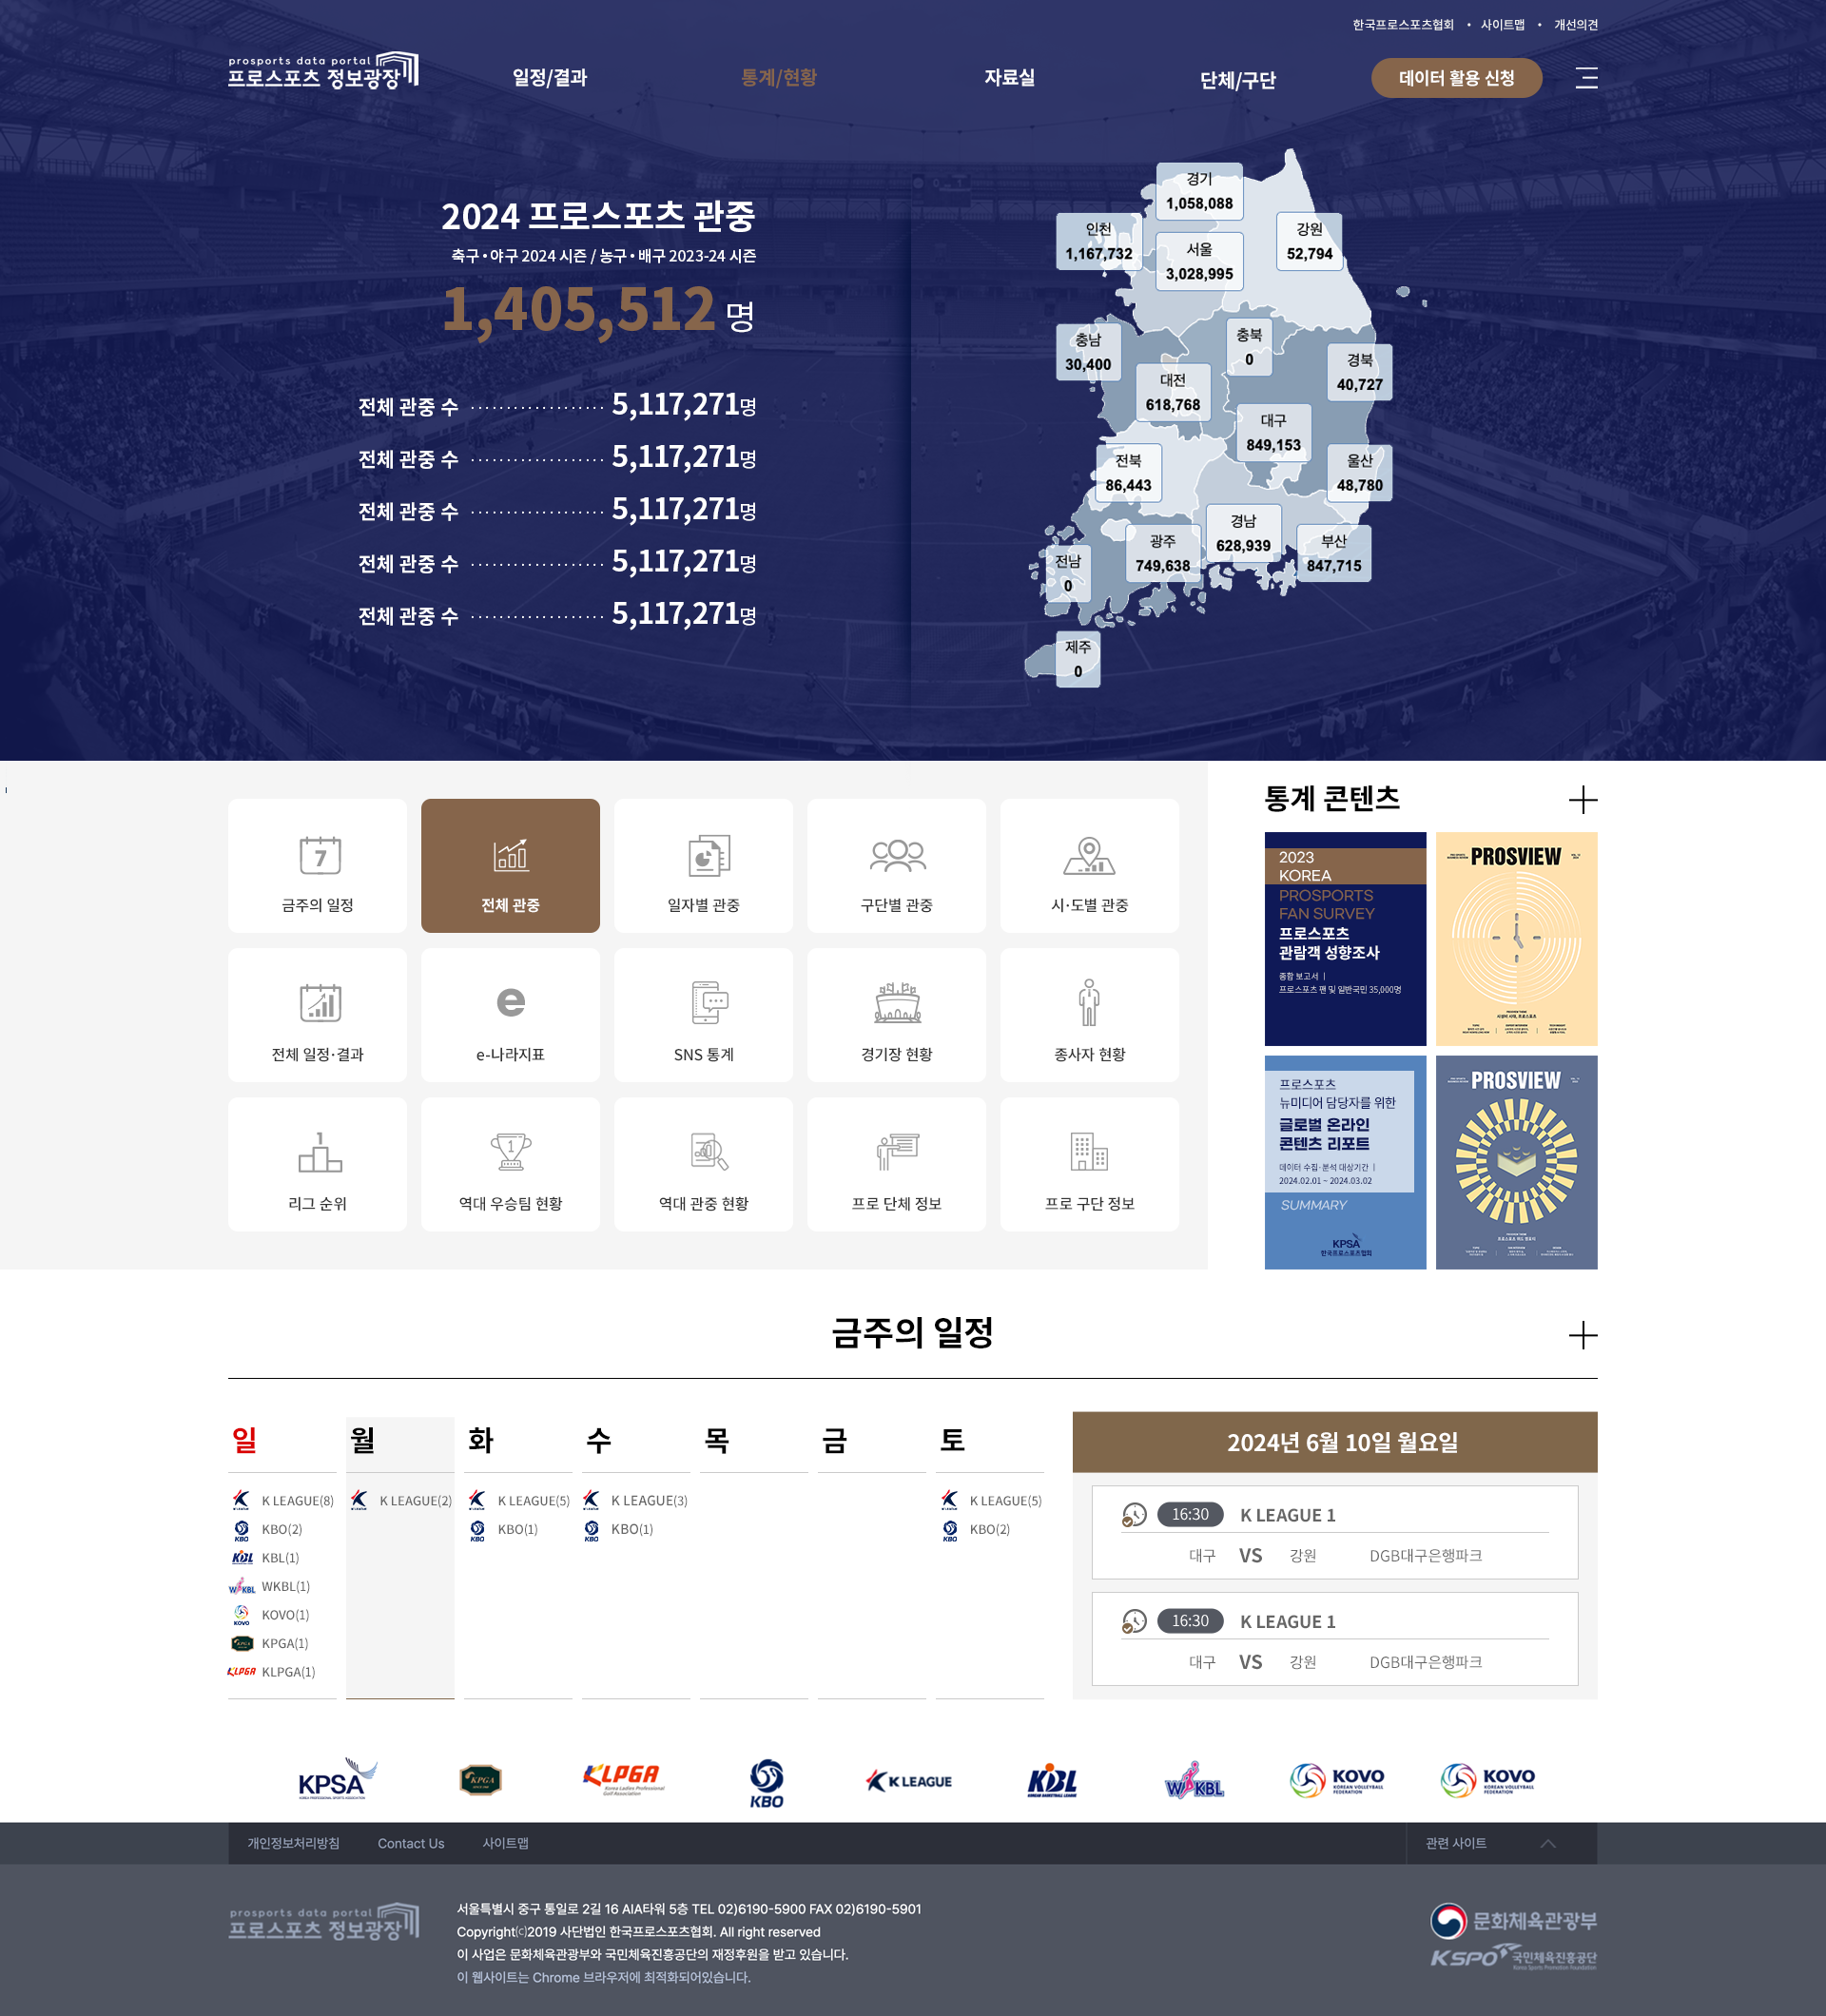 한국프로스포츠협회 • 사이트맵 • 개선의견
prosports data portal
프로스포츠 정보광장
일정/결과
통계/현황
자료실
단체/구단
데이터 활용 신청
2024 프로스포츠 관중
축구 • 야구 2024 시즌 / 농구 • 배구 2023-24 시즌
1,405,512 명
전체 관중 수 5,117,271명
전체 관중 수 5,117,271명
전체 관중 수 5,117,271명
전체 관중 수 5,117,271명
전체 관중 수 5,117,271명
경기
1,058,088
인천
1,167,732
서울
3,028,995
강원
52,794
충남
30,400
충북
0
경북
40,727
대전
618,768
대구
849,153
전북
86,443
울산
48,780
경남
628,939
광주
749,638
부산
847,715
전남
0
제주
0
7
금주의 일정
전체 관중
일자별 관중
구단별 관중
시·도별 관중
전체 일정·결과
e
e-나라지표
SNS 통계
경기장 현황
종사자 현황
1
리그 순위
1
역대 우승팀 현황
역대 관중 현황
프로 단체 정보
프로 구단 정보
통계 콘텐츠
2023
KOREA
PROSPORTS
FAN SURVEY
프로스포츠
관람객 성향조사
종합 보고서 |
프로스포츠 팬 및 일반국민 35,000명
PROSVIEW
프로스포츠
뉴미디어 담당자를 위한
글로벌 온라인
콘텐츠 리포트
데이터 수집·분석 대상기간 |
2024.02.01 ~ 2024.03.02
SUMMARY
KPSA
한국프로스포츠협회
PROSVIEW
금주의 일정
일
K LEAGUE(8)
KBO(2)
KBL(1)
WKBL(1)
KOVO(1)
KPGA(1)
KLPGA(1)
월
K LEAGUE(2)
화
K LEAGUE(5)
KBO(1)
수
K LEAGUE(3)
KBO(1)
목
금
토
K LEAGUE(5)
KBO(2)
2024년 6월 10일 월요일
16:30 K LEAGUE 1
대구 VS 강원 DGB대구은행파크
16:30 K LEAGUE 1
대구 VS 강원 DGB대구은행파크
KPSA
KOREA PROFESSIONAL SPORTS ASSOCIATION
KPGA
KLPGA
Korea Ladies Professional
Golf Association
KBO
K LEAGUE
KBL
KOREAN BASKETBALL LEAGUE
WKBL
KOVO
KOREAN VOLLEYBALL
FEDERATION
KOVO
KOREAN VOLLEYBALL
FEDERATION
개인정보처리방침
Contact Us
사이트맵
관련 사이트
prosports data portal
프로스포츠 정보광장
서울특별시 중구 통일로 2길 16 AIA타워 5층 TEL 02)6190-5900 FAX 02)6190-5901
Copyright(c)2019 사단법인 한국프로스포츠협회. All right reserved
이 사업은 문화체육관광부와 국민체육진흥공단의 재정후원을 받고 있습니다.
이 웹사이트는 Chrome 브라우저에 최적화되어있습니다.
문화체육관광부
KSPO 국민체육진흥공단
Korea Sports Promotion Foundation